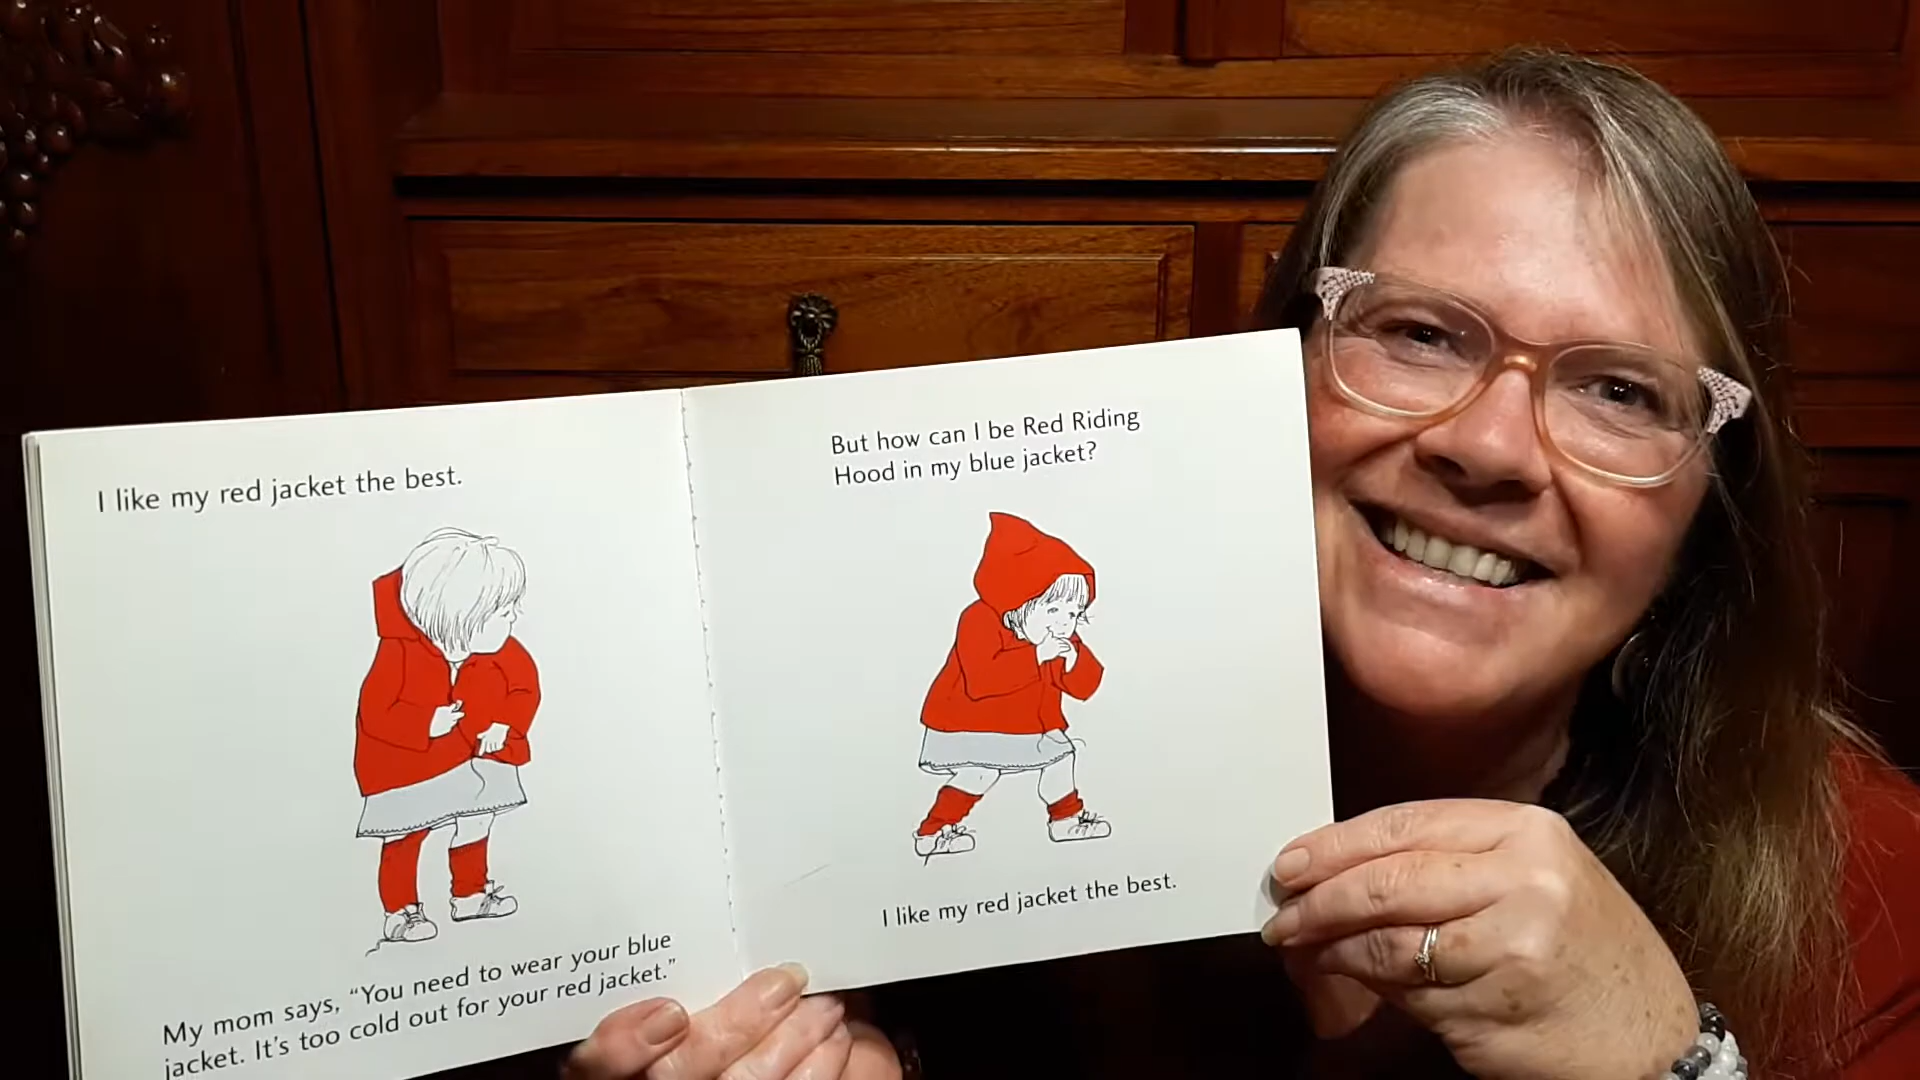 I like my red jacket the best.
My mom says, “You need to wear your blue
jacket. It's too cold out for your red jacket.”
But how can I be Red Riding
Hood in my blue jacket?
I like my red jacket the best.